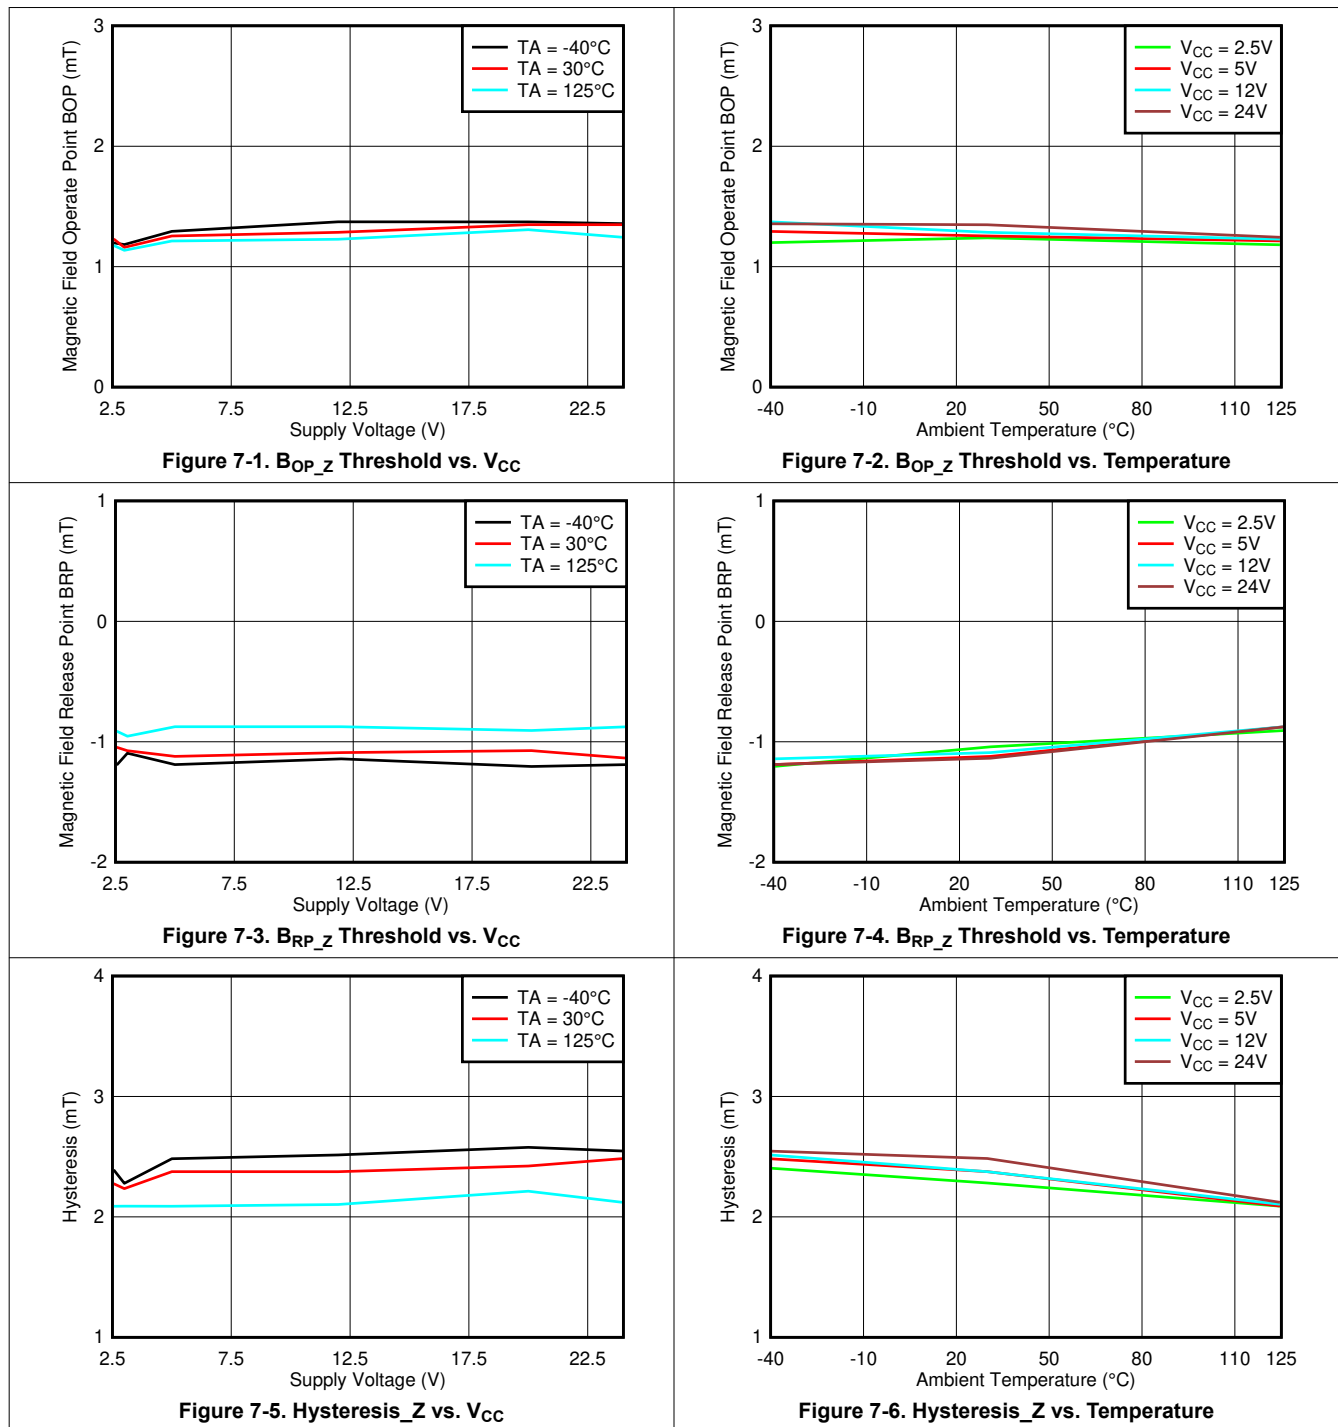 Magnetic Field Operate Point BOP (mT)
3
2
1
0
2.5 7.5 12.5 17.5 22.5
Supply Voltage (V)
TA = -40°C
TA = 30°C
TA = 125°C
Figure 7-1. BOP_Z Threshold vs. VCC
Magnetic Field Operate Point BOP (mT)
3
2
1
0
-40 -10 20 50 80 110 125
Ambient Temperature (°C)
VCC = 2.5V
VCC = 5V
VCC = 12V
VCC = 24V
Figure 7-2. BOP_Z Threshold vs. Temperature
Magnetic Field Release Point BRP (mT)
1
0
-1
-2
2.5 7.5 12.5 17.5 22.5
Supply Voltage (V)
TA = -40°C
TA = 30°C
TA = 125°C
Figure 7-3. BRP_Z Threshold vs. VCC
Magnetic Field Release Point BRP (mT)
1
0
-1
-2
-40 -10 20 50 80 110 125
Ambient Temperature (°C)
VCC = 2.5V
VCC = 5V
VCC = 12V
VCC = 24V
Figure 7-4. BRP_Z Threshold vs. Temperature
Hysteresis (mT)
4
3
2
1
2.5 7.5 12.5 17.5 22.5
Supply Voltage (V)
TA = -40°C
TA = 30°C
TA = 125°C
Figure 7-5. Hysteresis_Z vs. VCC
Hysteresis (mT)
4
3
2
1
-40 -10 20 50 80 110 125
Ambient Temperature (°C)
VCC = 2.5V
VCC = 5V
VCC = 12V
VCC = 24V
Figure 7-6. Hysteresis_Z vs. Temperature